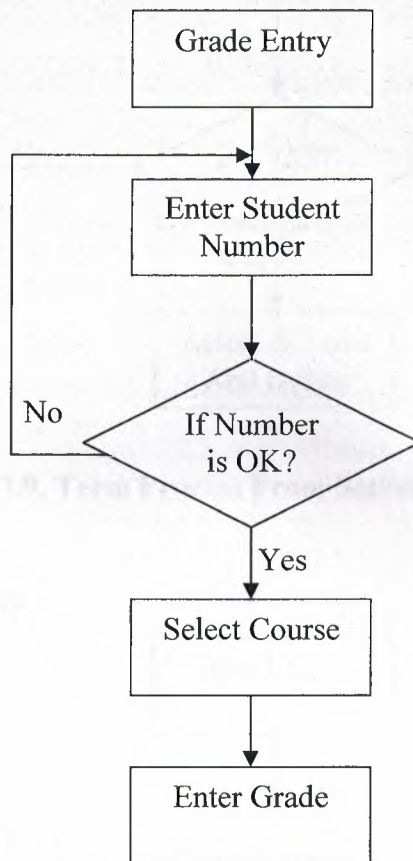 Grade Entry
Enter Student
Number
If Number
is OK?
No
Yes
Select Course
Enter Grade